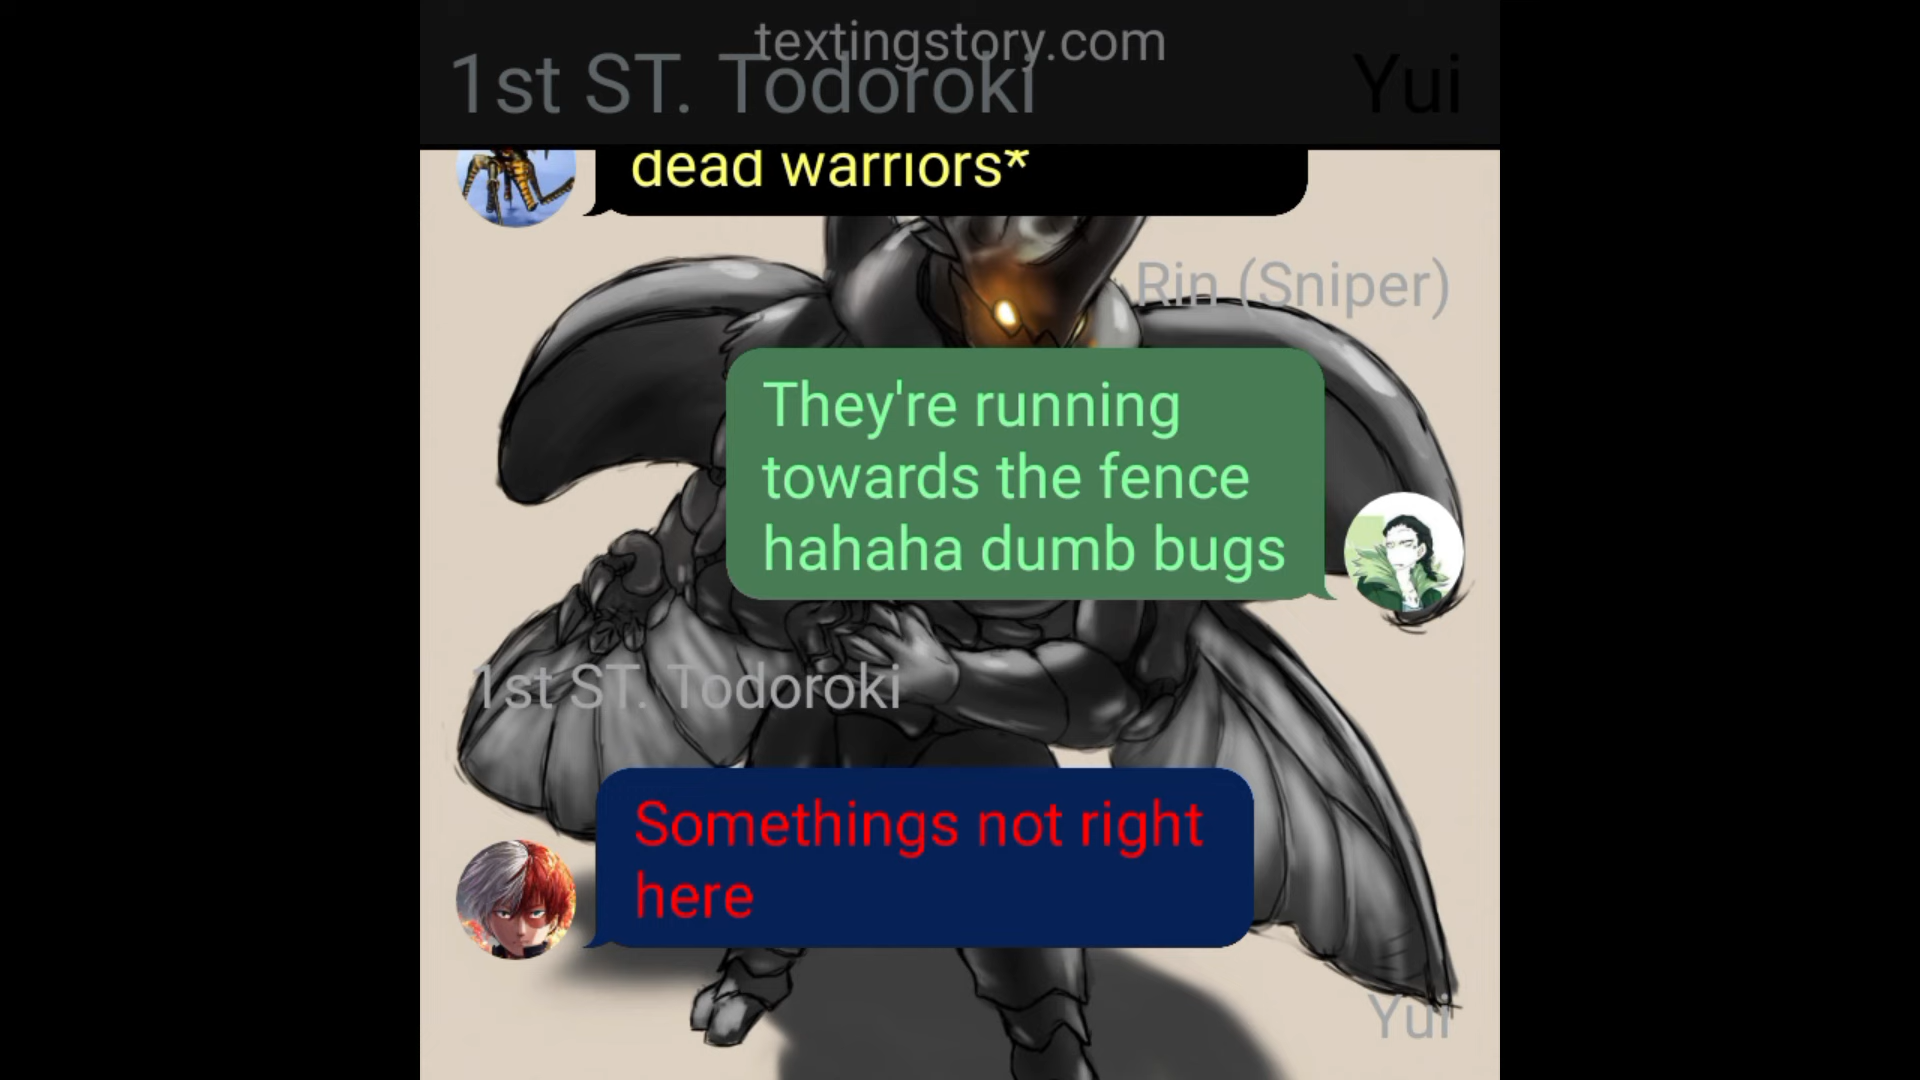 textingstory.com
1st ST. Todoroki
Yui
dead warriors*
Rin (Sniper)
They're running
towards the fence
hahaha dumb bugs
1st ST. Todoroki
Somethings not right
here
Yui